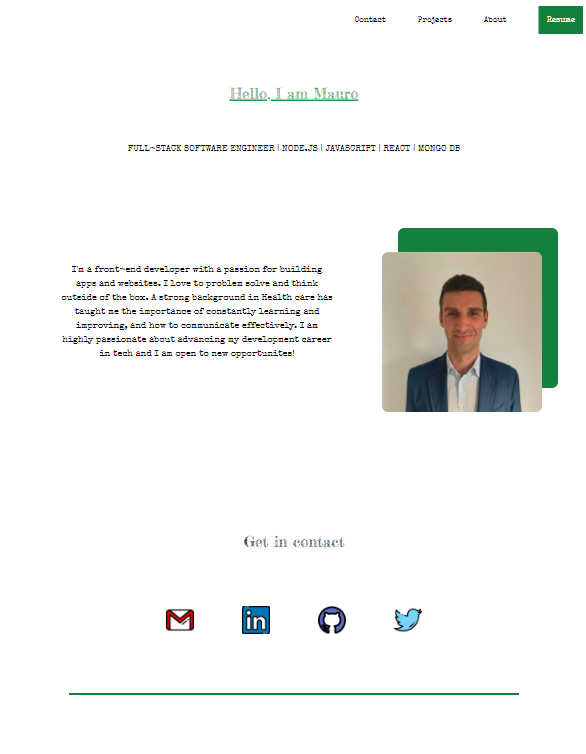 Contact Projects About Resume
Hello, I am Mauro
FULL~STACK SOFTWARE ENGINEER | NODE.JS | JAVASCRIPT | REACT | MONGO DB
I'm a front~end developer with a passion for building
apps and websites. I love to problem solve and think
outside of the box. A strong background in Health care has
taught me the importance of constantly learning and
improving, and how to communicate effectively. I am
highly passionate about advancing my development career
in tech and I am open to new opportunites!
Get in contact
in